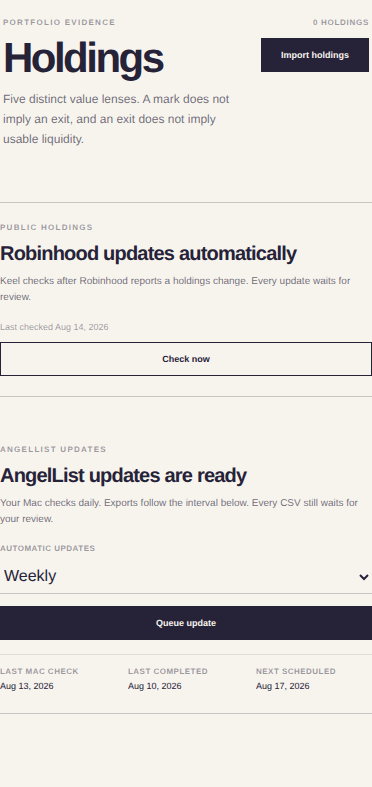 PORTFOLIO EVIDENCE
0 HOLDINGS
Holdings
Import holdings
Five distinct value lenses. A mark does not
imply an exit, and an exit does not imply
usable liquidity.
PUBLIC HOLDINGS
Robinhood updates automatically
Keel checks after Robinhood reports a holdings change. Every update waits for
review.
Last checked Aug 14, 2026
Check now
ANGELLIST UPDATES
AngelList updates are ready
Your Mac checks daily. Exports follow the interval below. Every CSV still waits for
your review.
AUTOMATIC UPDATES
Weekly
Queue update
LAST MAC CHECK
Aug 13, 2026
LAST COMPLETED
Aug 10, 2026
NEXT SCHEDULED
Aug 17, 2026